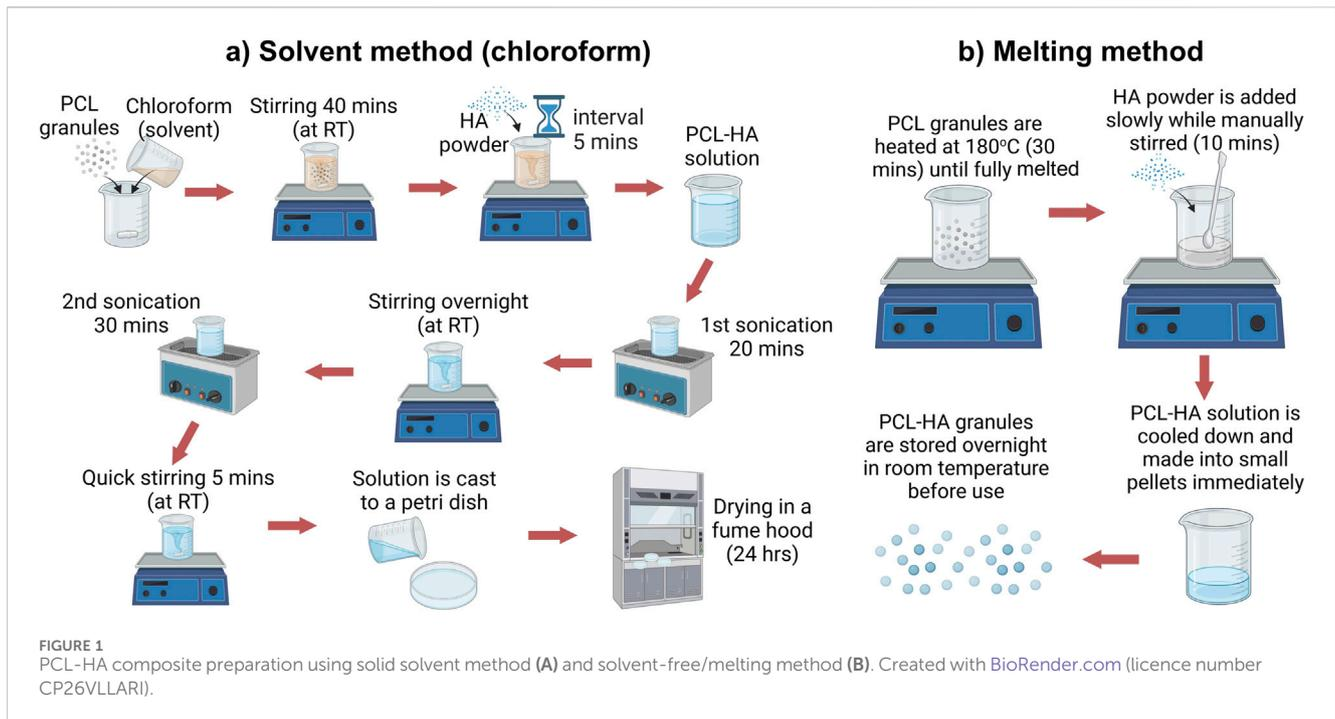 a) Solvent method (chloroform)
PCL
granules
Chloroform
(solvent)
Stirring 40 mins
(at RT)
HA
powder
interval
5 mins
PCL-HA
solution
1st sonication
20 mins
Stirring overnight
(at RT)
2nd sonication
30 mins
Quick stirring 5 mins
(at RT)
Solution is cast
to a petri dish
Drying in a
fume hood
(24 hrs)
b) Melting method
PCL granules are
heated at 180ºC (30
mins) until fully melted
HA powder is added
slowly while manually
stirred (10 mins)
PCL-HA solution is
cooled down and
made into small
pellets immediately
PCL-HA granules
are stored overnight
in room temperature
before use
FIGURE 1
PCL-HA composite preparation using solid solvent method (A) and solvent-free/melting method (B). Created with BioRender.com (licence number
CP26VLLARI).